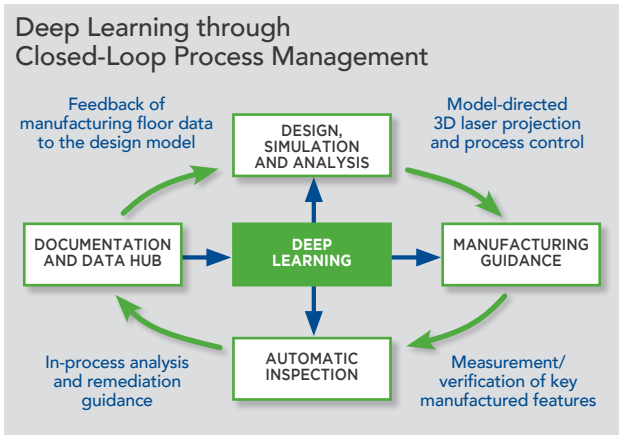 Deep Learning through
Closed-Loop Process Management
Feedback of
manufacturing floor data
to the design model
Model-directed
3D laser projection
and process control
DESIGN,
SIMULATION
AND ANALYSIS
DOCUMENTATION
AND DATA HUB
DEEP
LEARNING
MANUFACTURING
GUIDANCE
In-process analysis
and remediation
guidance
AUTOMATIC
INSPECTION
Measurement/
verification of key
manufactured features